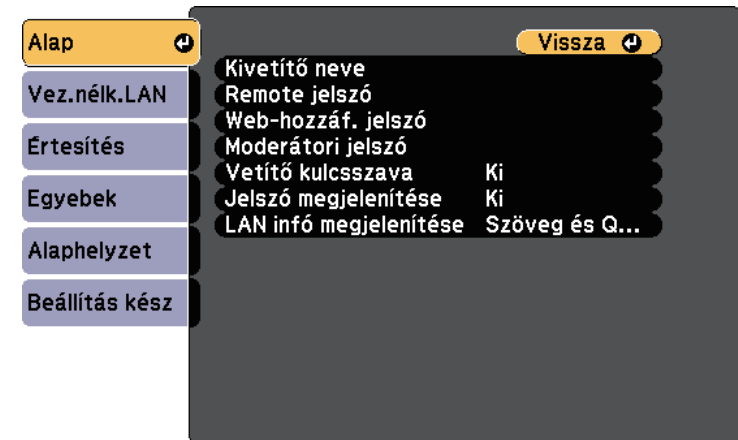 Alap
Vez.nélk.LAN
Értesítés
Egyebek
Alaphelyzet
Beállítás kész
Vissza
Kivetítő neve
Remote jelszó
Web-hozzáf. jelszó
Moderátori jelszó
Vetítő kulcsszava Ki
Jelszó megjelenítése Ki
LAN infó megjelenítése Szöveg és Q...